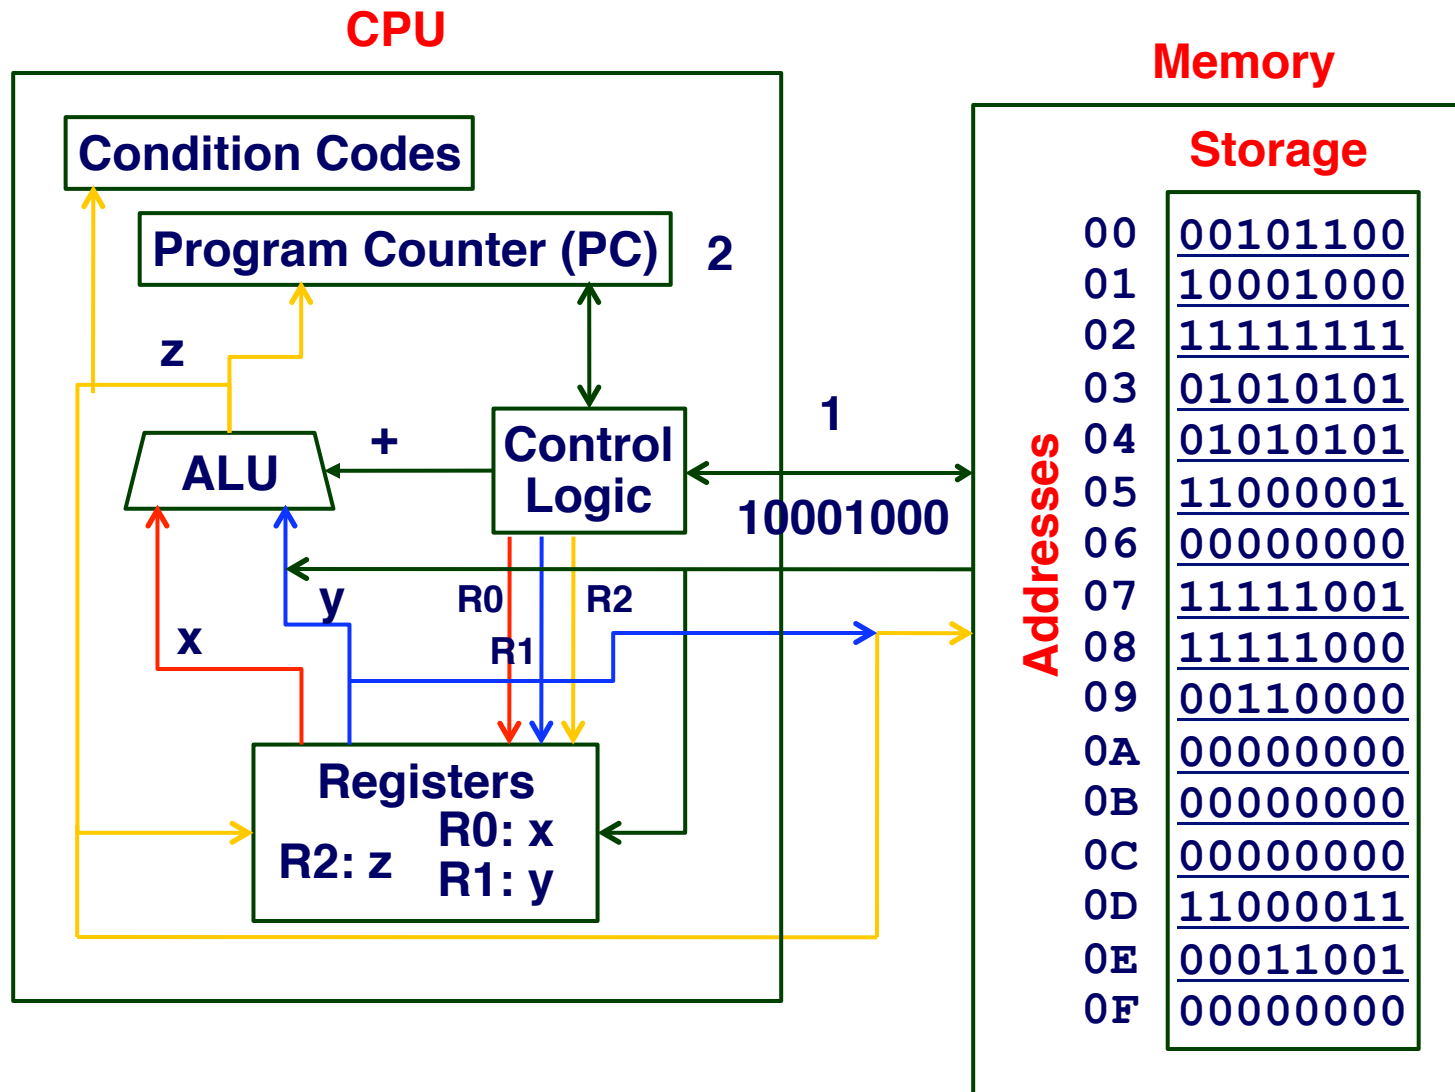 CPU
Condition Codes
Program Counter (PC)
2
z
+
ALU
Control
Logic
1
10001000
x
y
R0
R1
R2
Registers
R0: x
R2: z
R1: y
Memory
Storage
Addresses
00 00101100
01 10001000
02 11111111
03 01010101
04 01010101
05 11000001
06 00000000
07 11111001
08 11111000
09 00110000
0A 00000000
0B 00000000
0C 00000000
0D 11000011
0E 00011001
0F 00000000